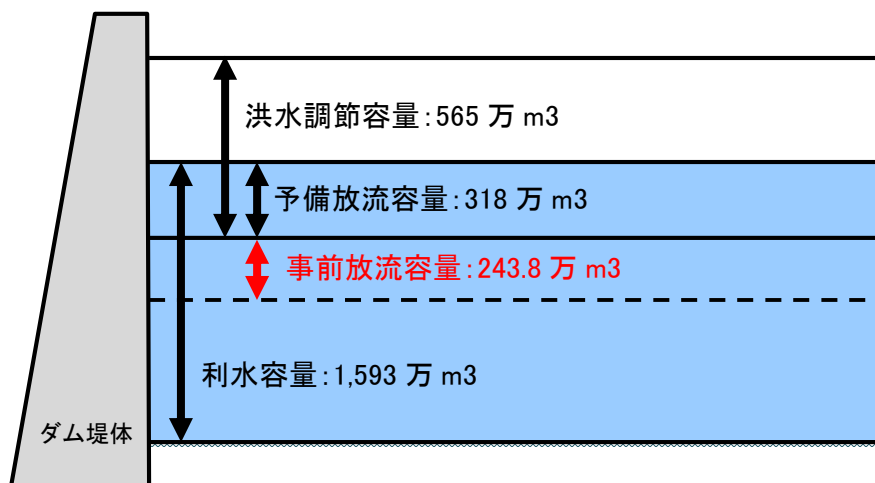 洪水調節容量:565 万 m3
予備放流容量:318 万 m3
事前放流容量:243.8 万 m3
利水容量:1,593 万 m3
ダム堤体